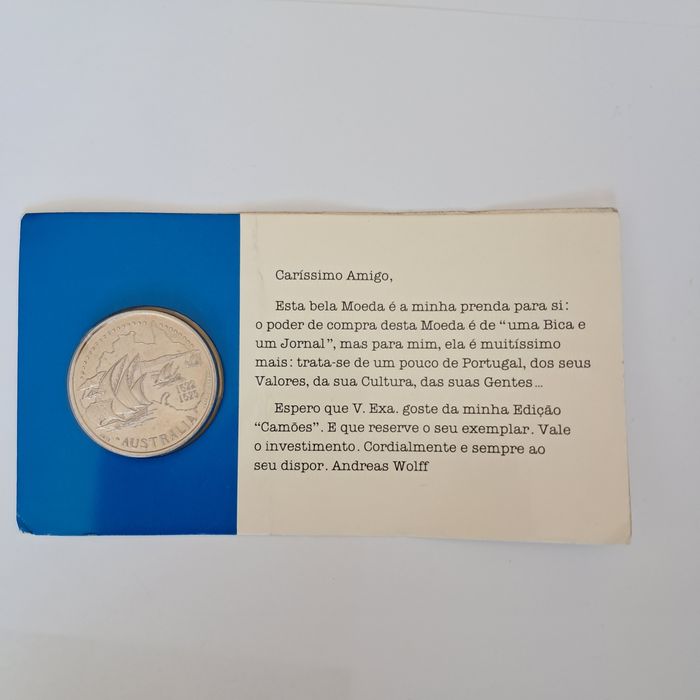 Caríssimo Amigo,
Esta bela Moeda é a minha prenda para si:
o poder de compra desta Moeda é de “uma Bica e
um Jornal”, mas para mim, ela é muitíssimo
mais: trata-se de um pouco de Portugal, dos seus
Valores, da sua Cultura, das suas Gentes...
Espero que V. Exa. goste da minha Edição
“Camões”. E que reserve o seu exemplar. Vale
o investimento. Cordialmente e sempre ao
seu dispor. Andreas Wolff
1522
1525
AUSTRALIA